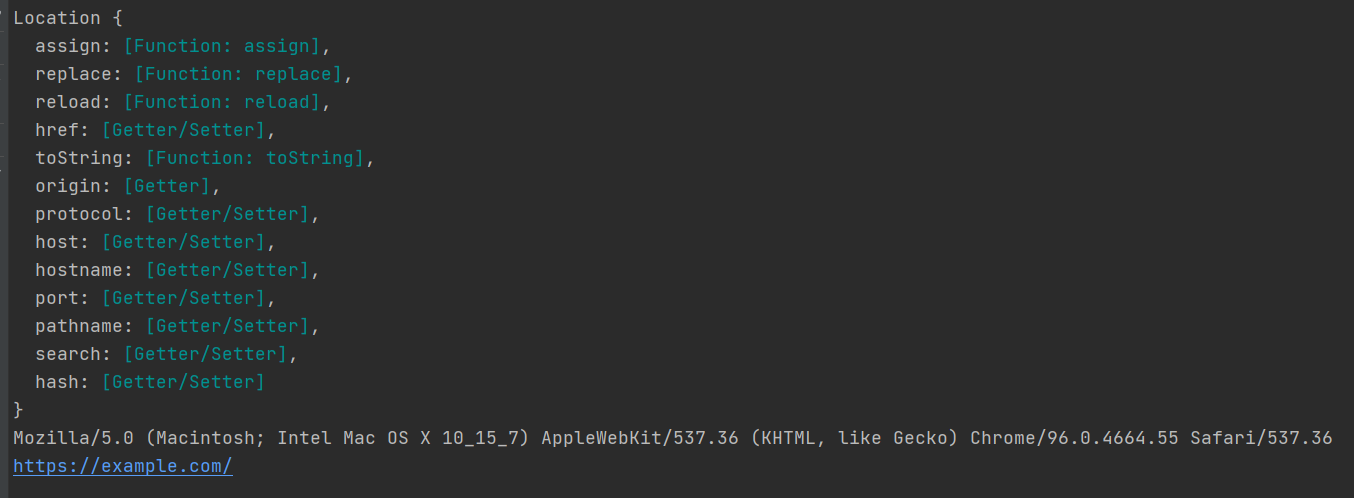 Location {
  assign: [Function: assign],
  replace: [Function: replace],
  reload: [Function: reload],
  href: [Getter/Setter],
  toString: [Function: toString],
  origin: [Getter],
  protocol: [Getter/Setter],
  host: [Getter/Setter],
  hostname: [Getter/Setter],
  port: [Getter/Setter],
  pathname: [Getter/Setter],
  search: [Getter/Setter],
  hash: [Getter/Setter]
}
Mozilla/5.0 (Macintosh; Intel Mac OS X 10_15_7) AppleWebKit/537.36 (KHTML, like Gecko) Chrome/96.0.4664.55 Safari/537.36
https://example.com/